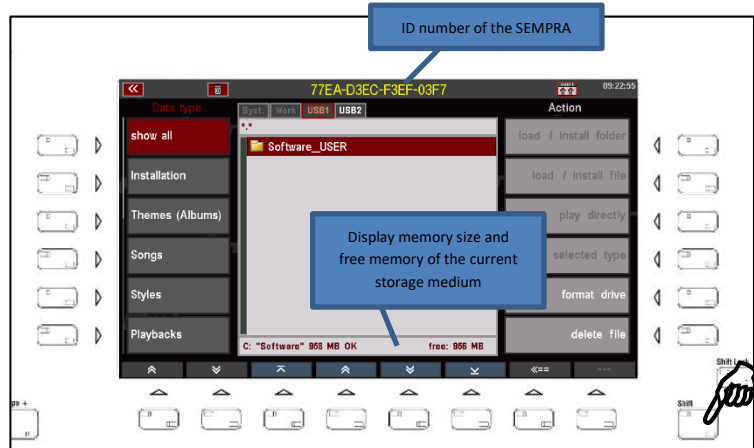 ID number of the SEMPRA
77EA-D3EC-F3EF-03F7
SHIFT
09:22:55
Data type
Syst. Work USB1 USB2
Action
show all
*.*
Software_USER
load / install folder
Installation
load / install file
Themes (Albums)
play directly
Songs
Display memory size and
free memory of the current
storage medium
selected type
Styles
format drive
Playbacks
C: "Software" 958 MB OK
free: 956 MB
delete file
«==
---
Shift Lock
Shift